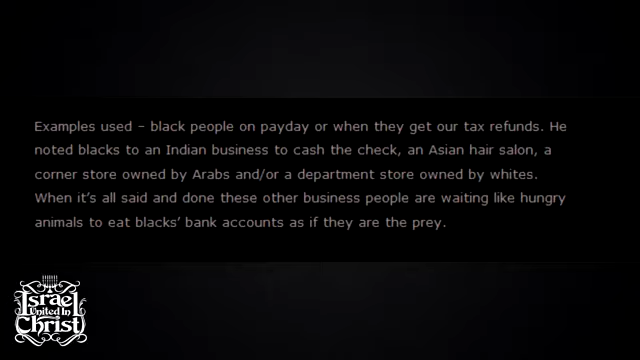 Examples used – black people on payday or when they get our tax refunds. He
noted blacks to an Indian business to cash the check, an Asian hair salon, a
corner store owned by Arabs and/or a department store owned by whites.
When it's all said and done these other business people are waiting like hungry
animals to eat blacks' bank accounts as if they are the prey.
Israel
United In
Christ